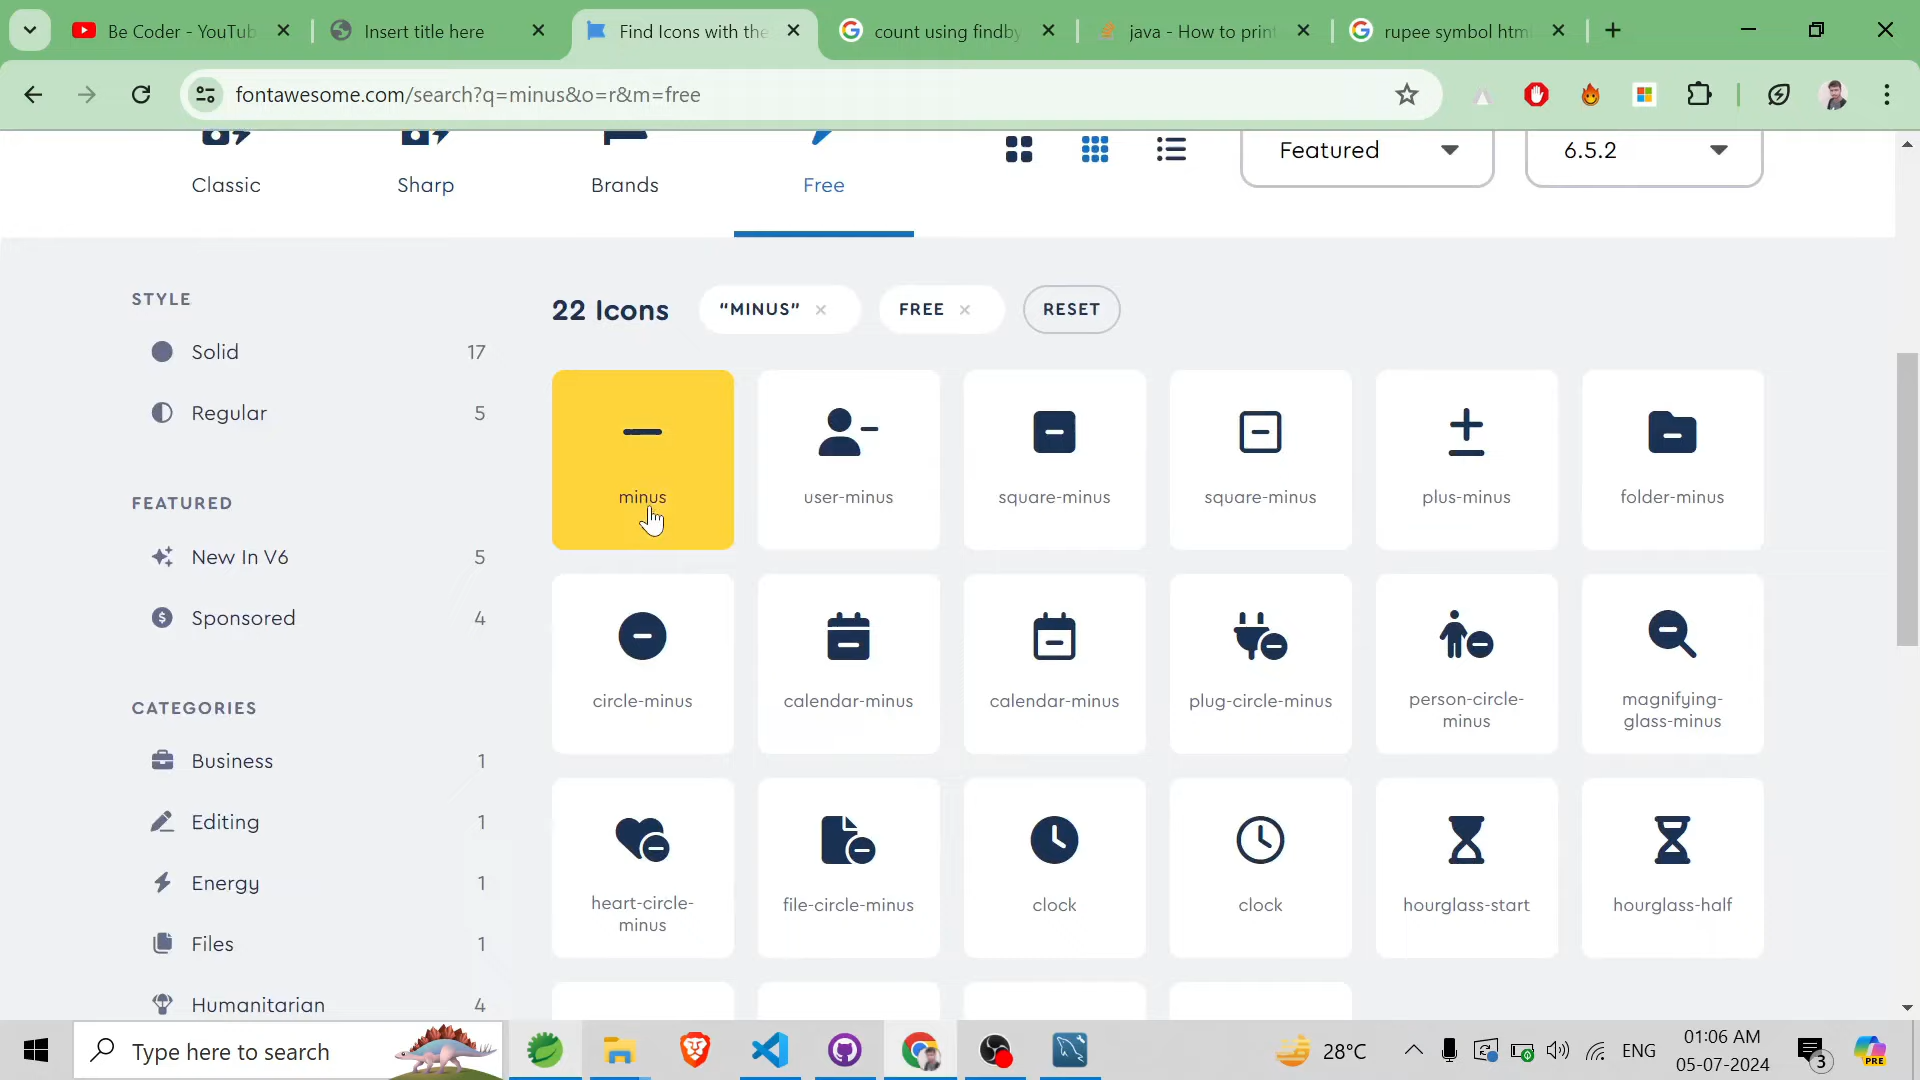 Be Coder - YouTub
Insert title here
Find Icons with the
count using findby
java - How to print
rupee symbol html
fontawesome.com/search?q=minus&o=r&m=free
Classic
Sharp
Brands
Free
Featured
6.5.2
STYLE
Solid 17
Regular 5
FEATURED
New In V6 5
Sponsored 4
CATEGORIES
Business 1
Editing 1
Energy 1
Files 1
Humanitarian 4
22 Icons
“MINUS” ×
FREE ×
RESET
minus
user-minus
square-minus
square-minus
plus-minus
folder-minus
circle-minus
calendar-minus
calendar-minus
plug-circle-minus
person-circle-
minus
magnifying-
glass-minus
heart-circle-
minus
file-circle-minus
clock
clock
hourglass-start
hourglass-half
Type here to search
28°C
ENG
01:06 AM
05-07-2024
3
PRE